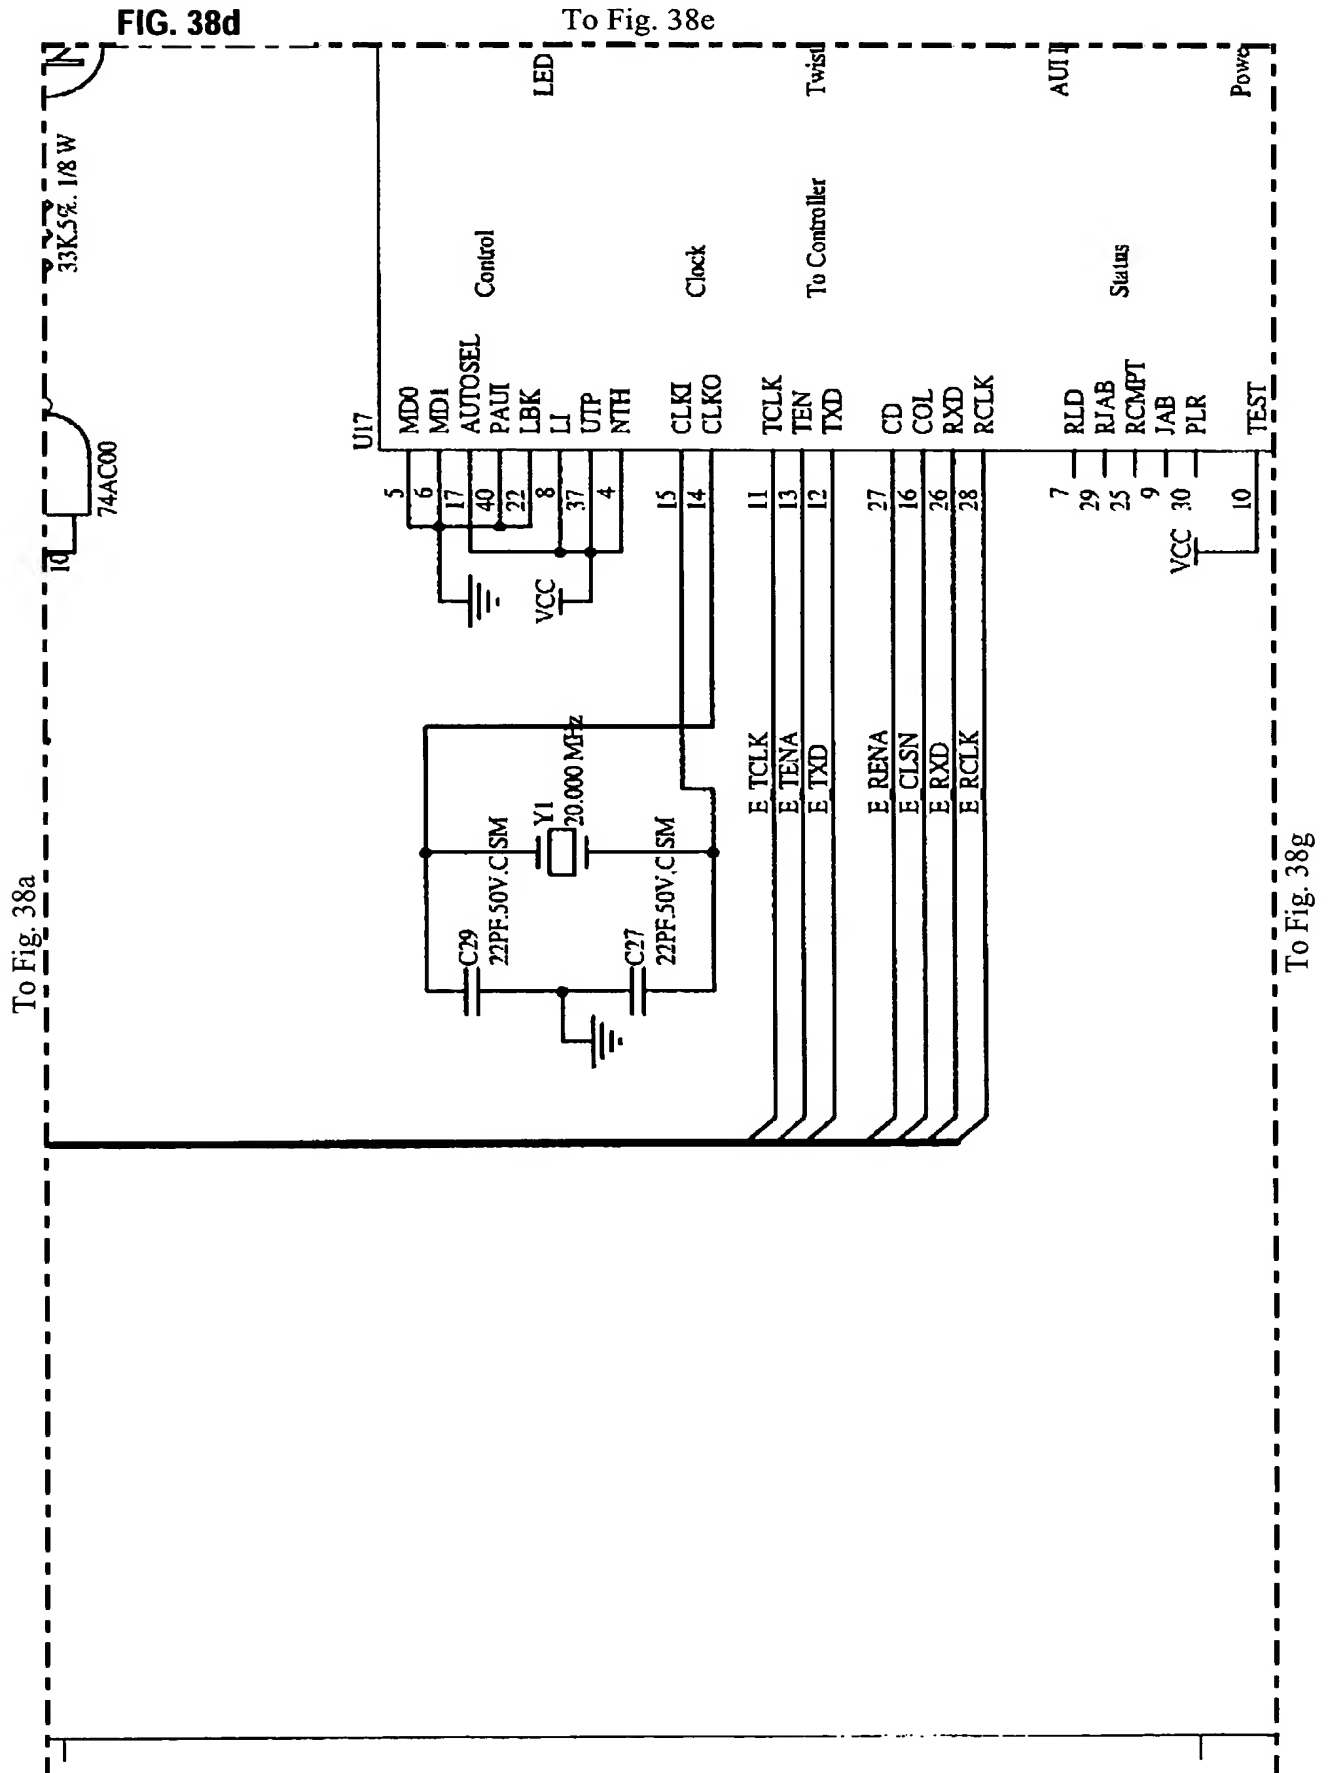 FIG. 38d
To Fig. 38e
To Fig. 38a
To Fig. 38g
33K.5%. 1/8 W
10
74AC00
U17
LED
Twist
AUI I
Powe
Control
Clock
To Controller
Status
5 MD0
6 MD1
17 AUTOSEL
40 PAUI
22 LBK
8 LI
37 UTP
4 NTH
VCC
15 CLKI
14 CLKO
11 TCLK
13 TEN
12 TXD
27 CD
16 COL
26 RXD
28 RCLK
7 RLD
29 RJAB
25 RCMPT
9 JAB
30 PLR
VCC
10 TEST
Y1
20.000 MHz
C29
22PF.50V.C SM
C27
22PF.50V.C SM
E TCLK
E TENA
E TXD
E RENA
E CLSN
E RXD
E RCLK